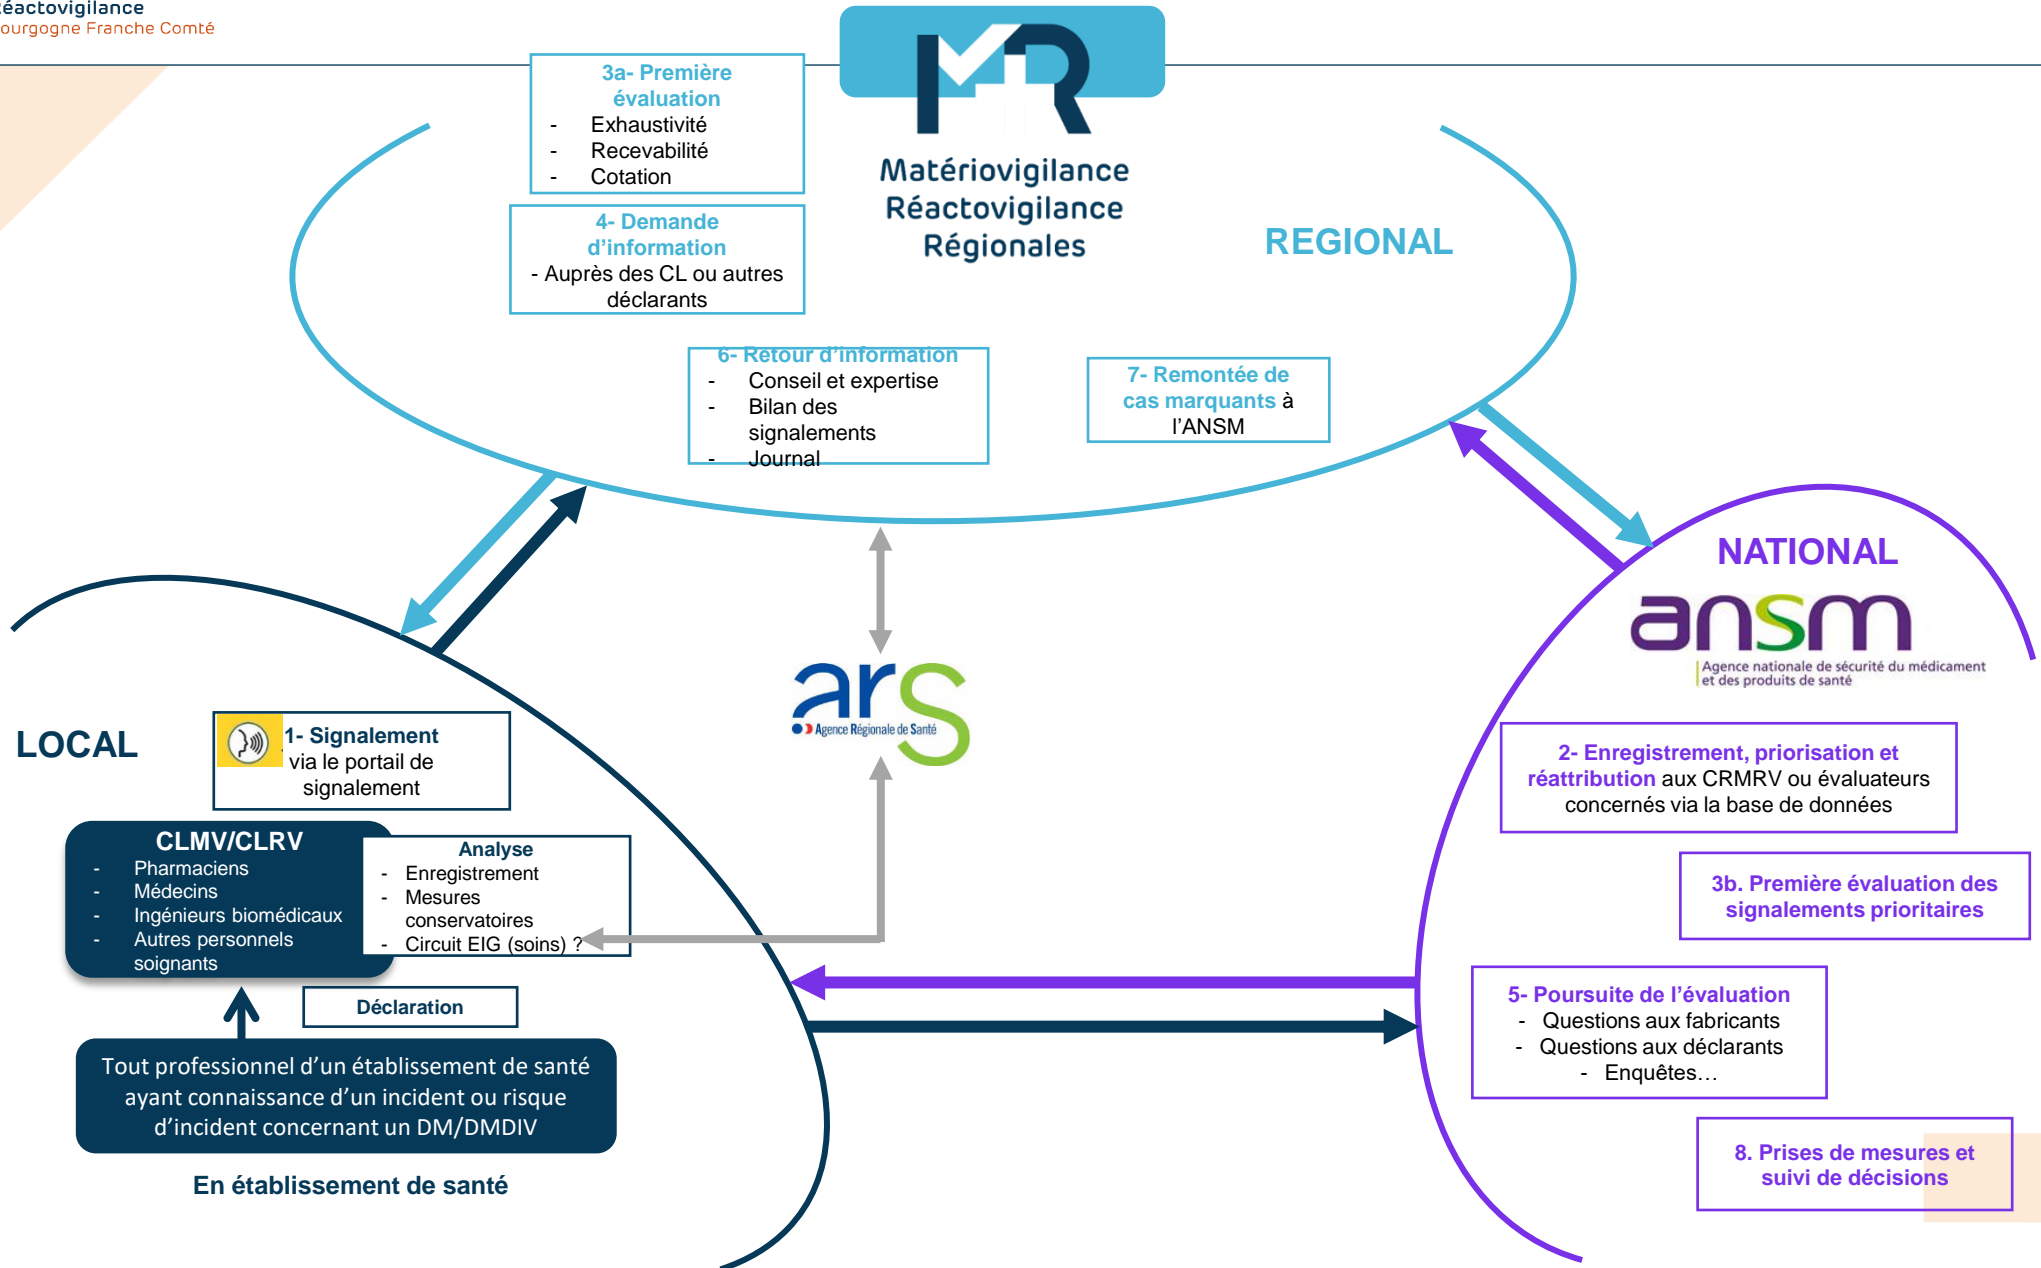 Réactovigilance
Bourgogne Franche Comté
3a- Première
évaluation
- Exhaustivité
- Recevabilité
- Cotation
MR
Matériovigilance
Réactovigilance
Régionales
4- Demande
d’information
- Auprès des CL ou autres
déclarants
REGIONAL
6- Retour d’information
- Conseil et expertise
- Bilan des
signalements
- Journal
7- Remontée de
cas marquants à
l’ANSM
NATIONAL
ansm
Agence nationale de sécurité du médicament
et des produits de santé
ars
Agence Régionale de Santé
LOCAL
1- Signalement
via le portail de
signalement
CLMV/CLRV
- Pharmaciens
- Médecins
- Ingénieurs biomédicaux
- Autres personnels
soignants
Analyse
- Enregistrement
- Mesures
conservatoires
- Circuit EIG (soins) ?
Déclaration
Tout professionnel d’un établissement de santé
ayant connaissance d’un incident ou risque
d’incident concernant un DM/DMDIV
En établissement de santé
2- Enregistrement, priorisation et
réattribution aux CRMRV ou évaluateurs
concernés via la base de données
3b. Première évaluation des
signalements prioritaires
5- Poursuite de l’évaluation
- Questions aux fabricants
- Questions aux déclarants
- Enquêtes…
8. Prises de mesures et
suivi de décisions